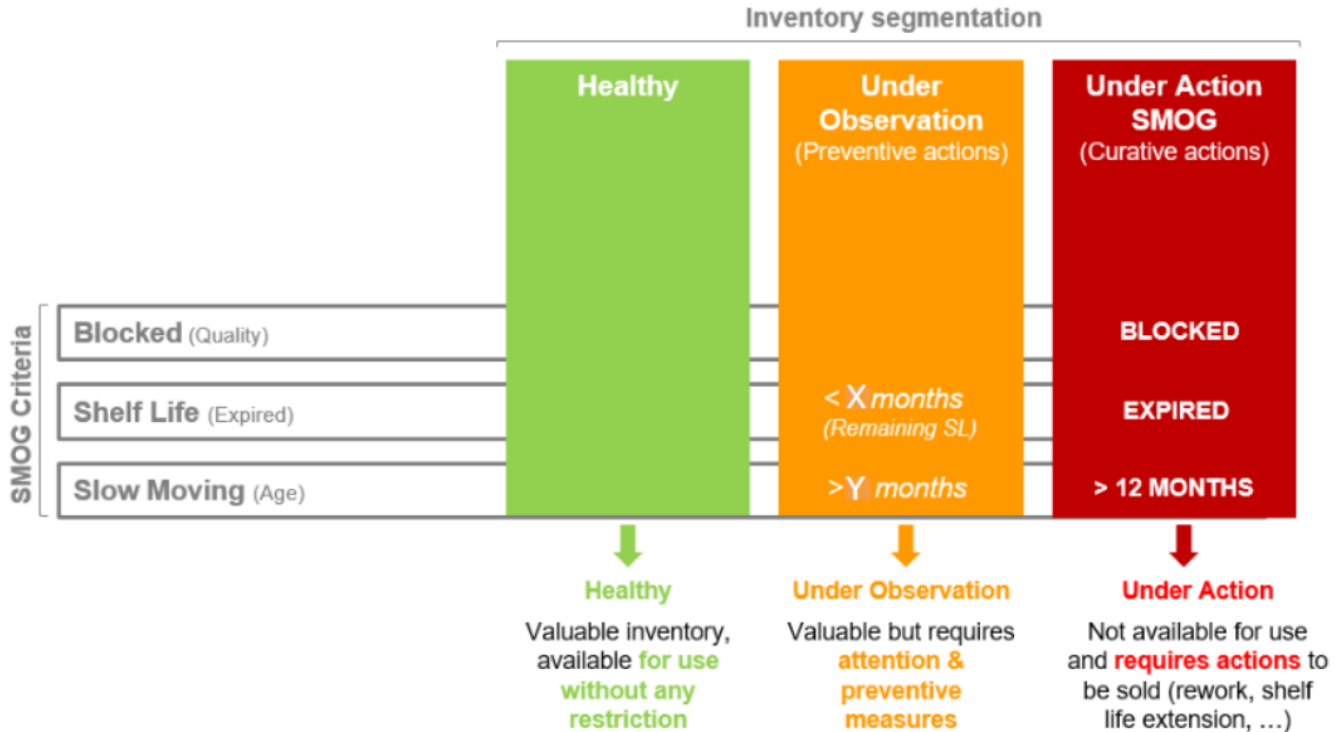 Inventory segmentation
Healthy
Under
Observation
(Preventive actions)
Under Action
SMOG
(Curative actions)
SMOG Criteria
Blocked (Quality)
BLOCKED
Shelf Life (Expired)
< X months
(Remaining SL)
EXPIRED
Slow Moving (Age)
>Y months
> 12 MONTHS
Healthy
Valuable inventory,
available for use
without any
restriction
Under Observation
Valuable but requires
attention &
preventive
measures
Under Action
Not available for use
and requires actions to
be sold (rework, shelf
life extension, …)